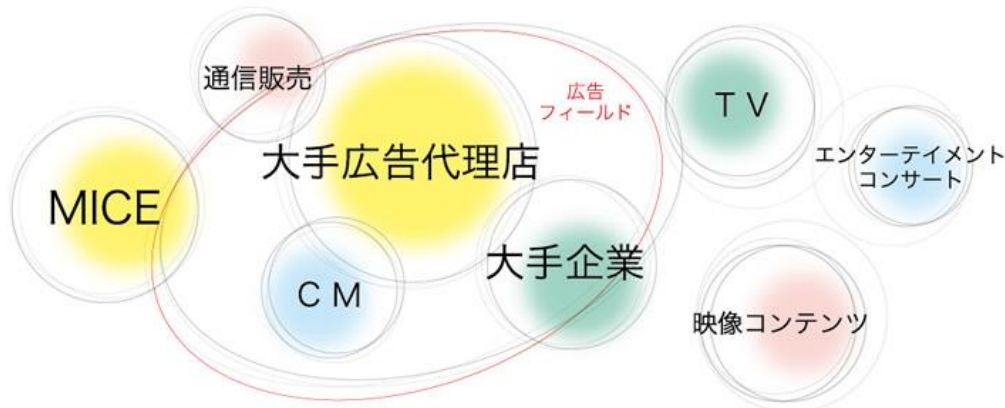 通信販売
広告
フィールド
TV
大手広告代理店
エンターテイメント
コンサート
MICE
大手企業
CM
映像コンテンツ